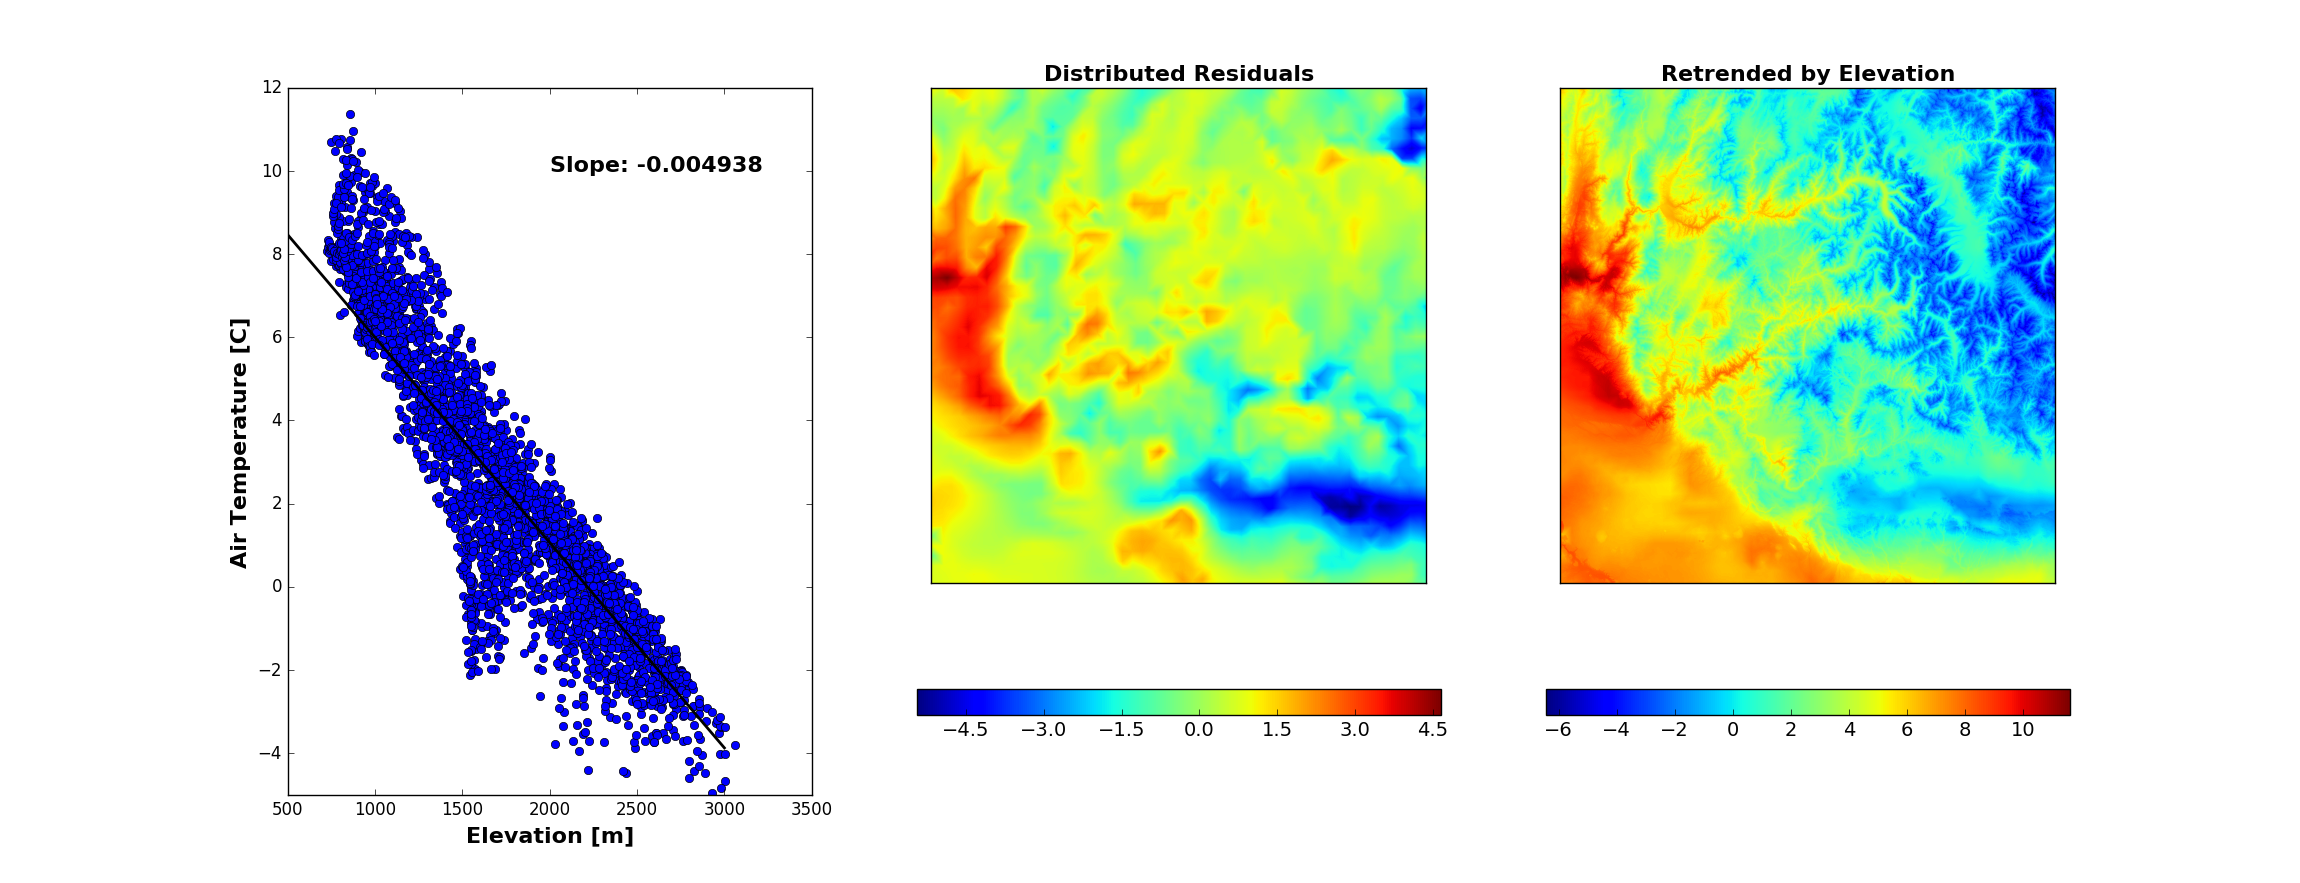 Distributed Residuals
Retrended by Elevation
12
10
8
6
4
2
0
−2
−4
Air Temperature [C]
Slope: -0.004938
500 1000 1500 2000 2500 3000 3500
Elevation [m]
−4.5 −3.0 −1.5 0.0 1.5 3.0 4.5
−6 −4 −2 0 2 4 6 8 10